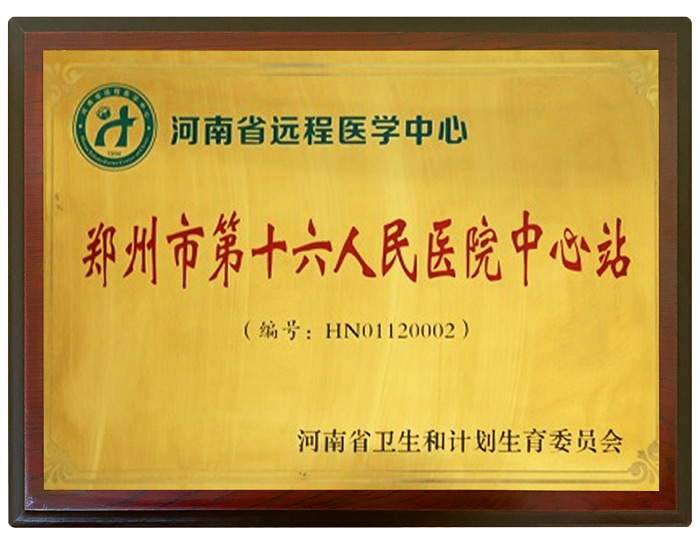 河南省远程医学中心
郑州市第十六人民医院中心站
（编号：HN01120002）
河南省卫生和计划生育委员会